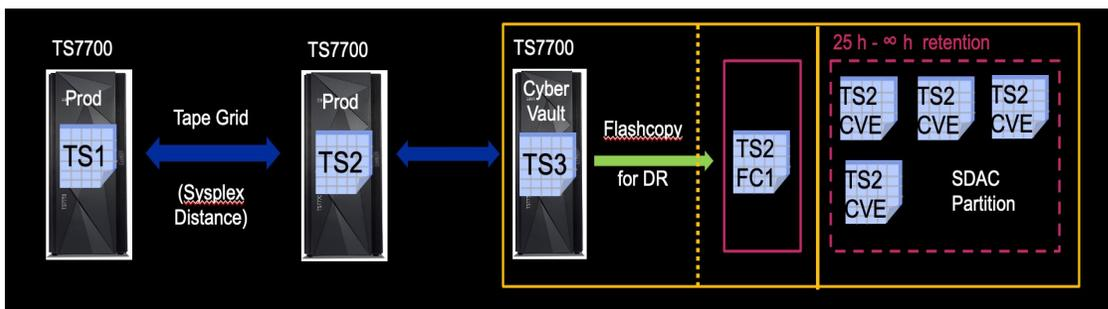 TS7700
Prod
TS1
Tape Grid
(Sysplex
Distance)
TS7700
Prod
TS2
TS7700
Cyber
Vault
TS3
Flashcopy
for DR
TS2
FC1
25 h - ∞ h retention
TS2
CVE
TS2
CVE
TS2
CVE
TS2
CVE
SDAC
Partition